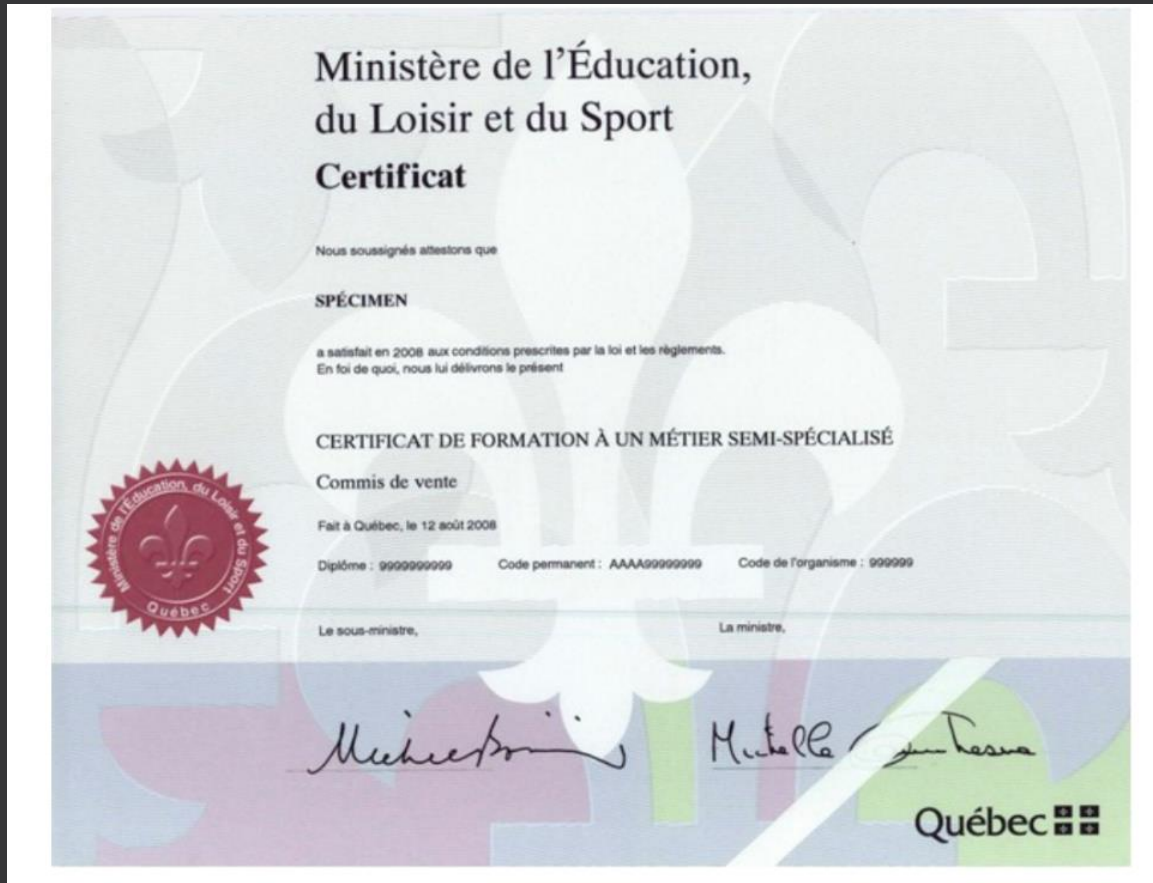 Ministère de l'Éducation,
du Loisir et du Sport
Certificat
Nous soussignés attestons que
SPÉCIMEN
a satisfait en 2008 aux conditions prescrites par la loi et les règlements.
En foi de quoi, nous lui délivrons le présent
CERTIFICAT DE FORMATION À UN MÉTIER SEMI-SPÉCIALISÉ
Commis de vente
Fait à Québec, le 12 août 2008
Diplôme : 9999999999 Code permanent : AAAA99999999 Code de l'organisme : 999999
Ministère de l'Éducation, du Loisir et du Sport
Québec
Le sous-ministre, La ministre,
Michelle
Québec